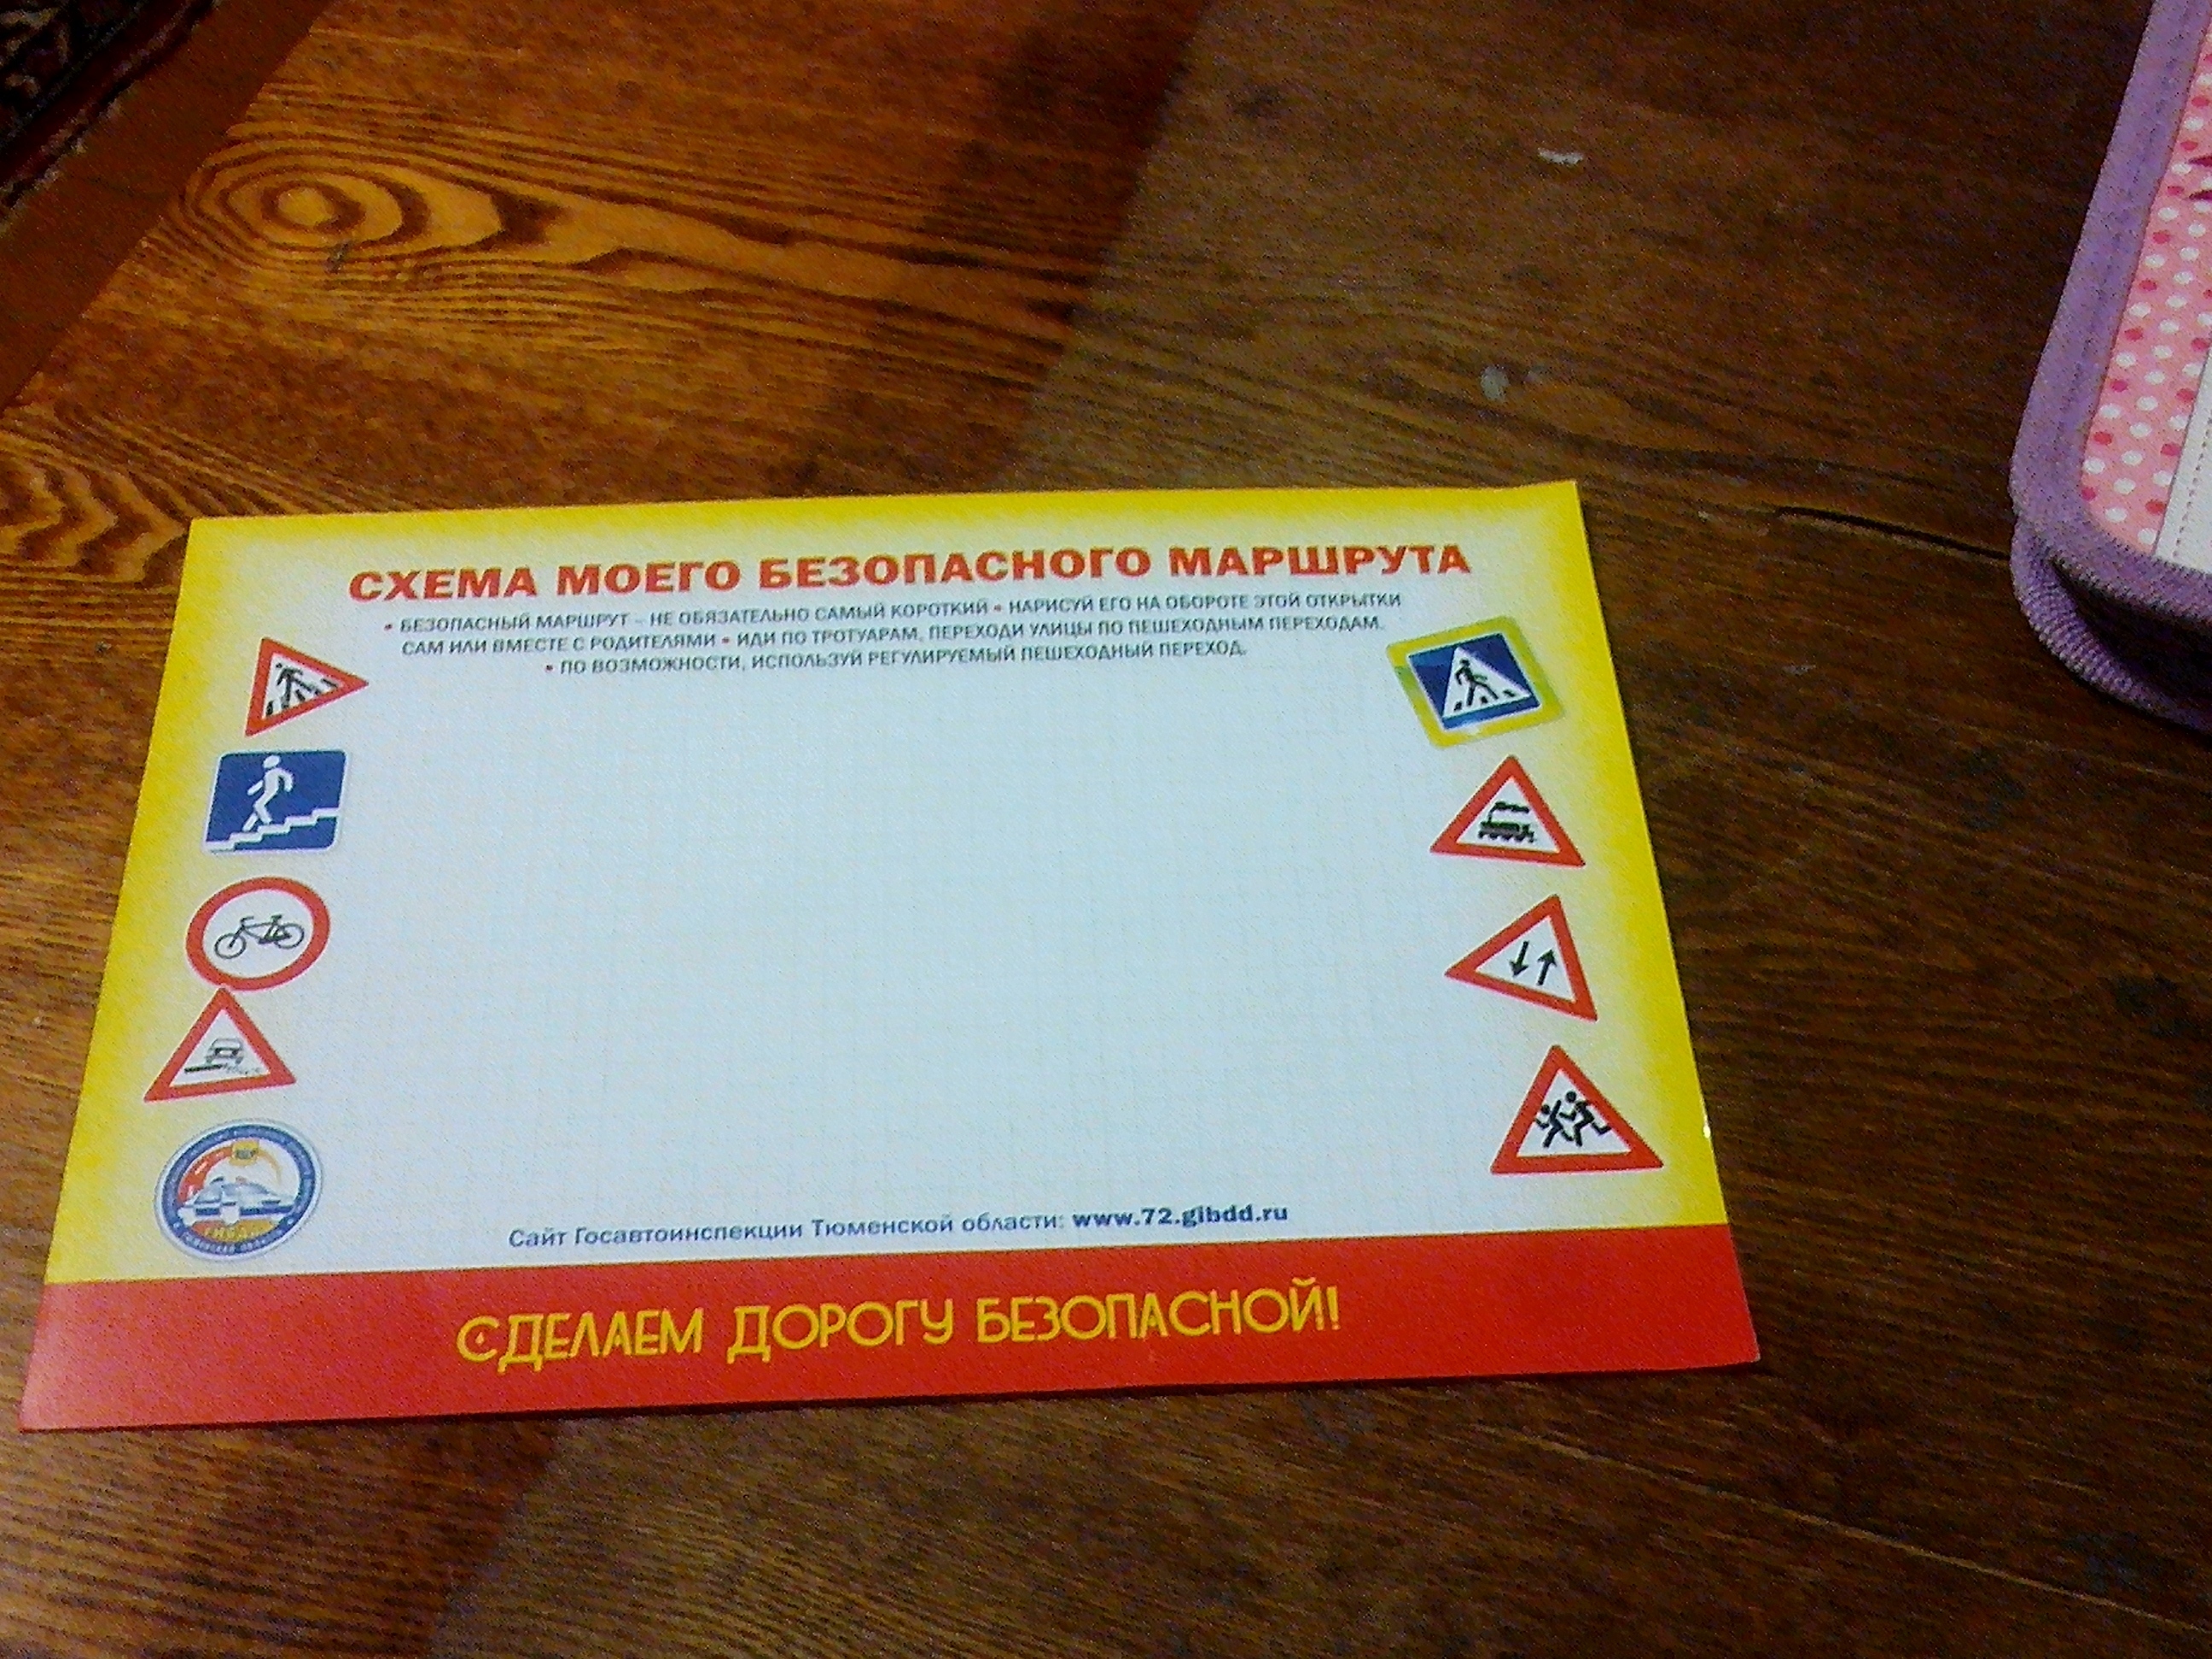 СХЕМА МОЕГО БЕЗОПАСНОГО МАРШРУТА
• БЕЗОПАСНЫЙ МАРШРУТ – НЕ ОБЯЗАТЕЛЬНО САМЫЙ КОРОТКИЙ • НАРИСУЙ ЕГО НА ОБОРОТЕ ЭТОЙ ОТКРЫТКИ
САМ ИЛИ ВМЕСТЕ С РОДИТЕЛЯМИ • ИДИ ПО ТРОТУАРАМ, ПЕРЕХОДИ УЛИЦЫ ПО ПЕШЕХОДНЫМ ПЕРЕХОДАМ.
• ПО ВОЗМОЖНОСТИ, ИСПОЛЬЗУЙ РЕГУЛИРУЕМЫЙ ПЕШЕХОДНЫЙ ПЕРЕХОД.
Сайт Госавтоинспекции Тюменской области: www.72.gibdd.ru
СДЕЛАЕМ ДОРОГУ БЕЗОПАСНОЙ!